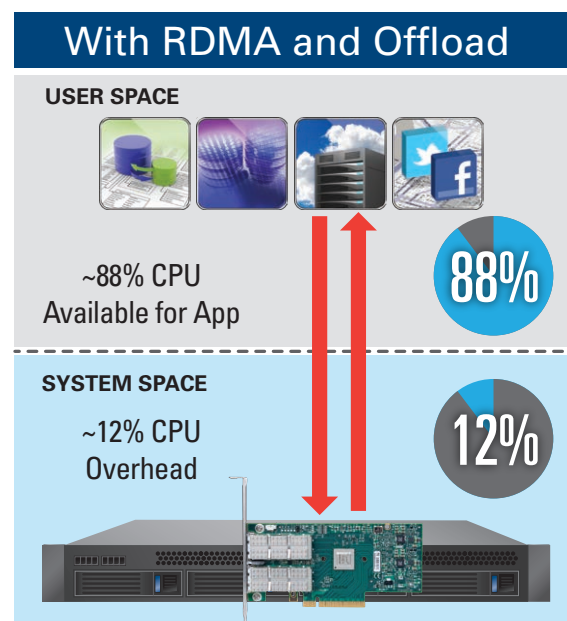 With RDMA and Offload
USER SPACE
f
~88% CPU
Available for App
88%
SYSTEM SPACE
~12% CPU
Overhead
12%